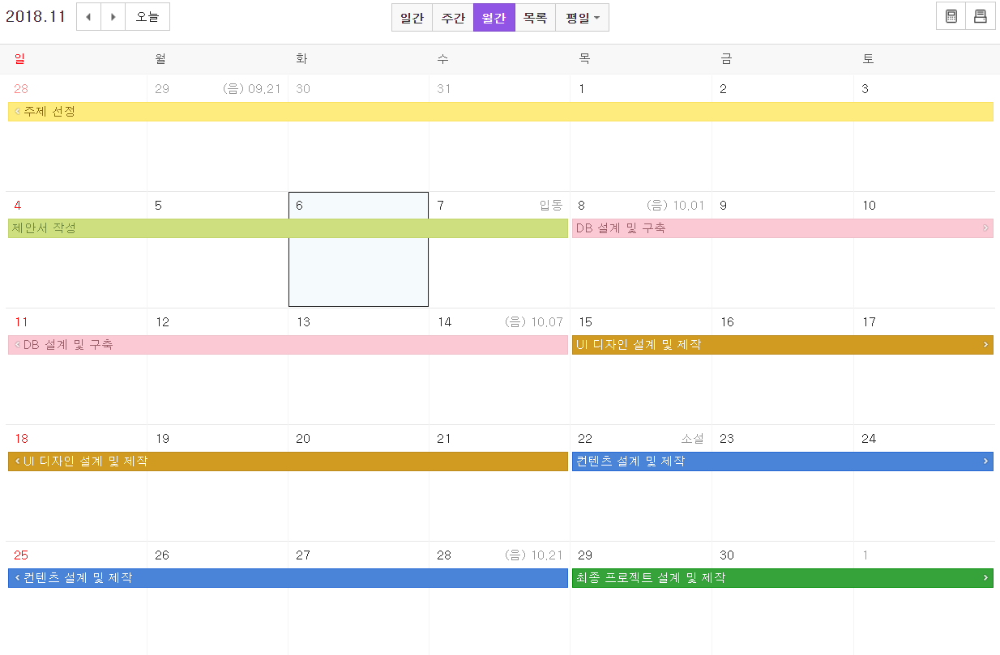 2018.11 오늘 일간 주간 월간 목록 평일
일 월 화 수 목 금 토
28 29 (음) 09.21 30 31 1 2 3
주제 선정
4 5 6 7 입동 8 (음) 10.01 9 10
제안서 작성 DB 설계 및 구축
11 12 13 14 (음) 10.07 15 16 17
DB 설계 및 구축 UI 디자인 설계 및 제작
18 19 20 21 22 소설 23 24
UI 디자인 설계 및 제작 컨텐츠 설계 및 제작
25 26 27 28 (음) 10.21 29 30 1
컨텐츠 설계 및 제작 최종 프로젝트 설계 및 제작